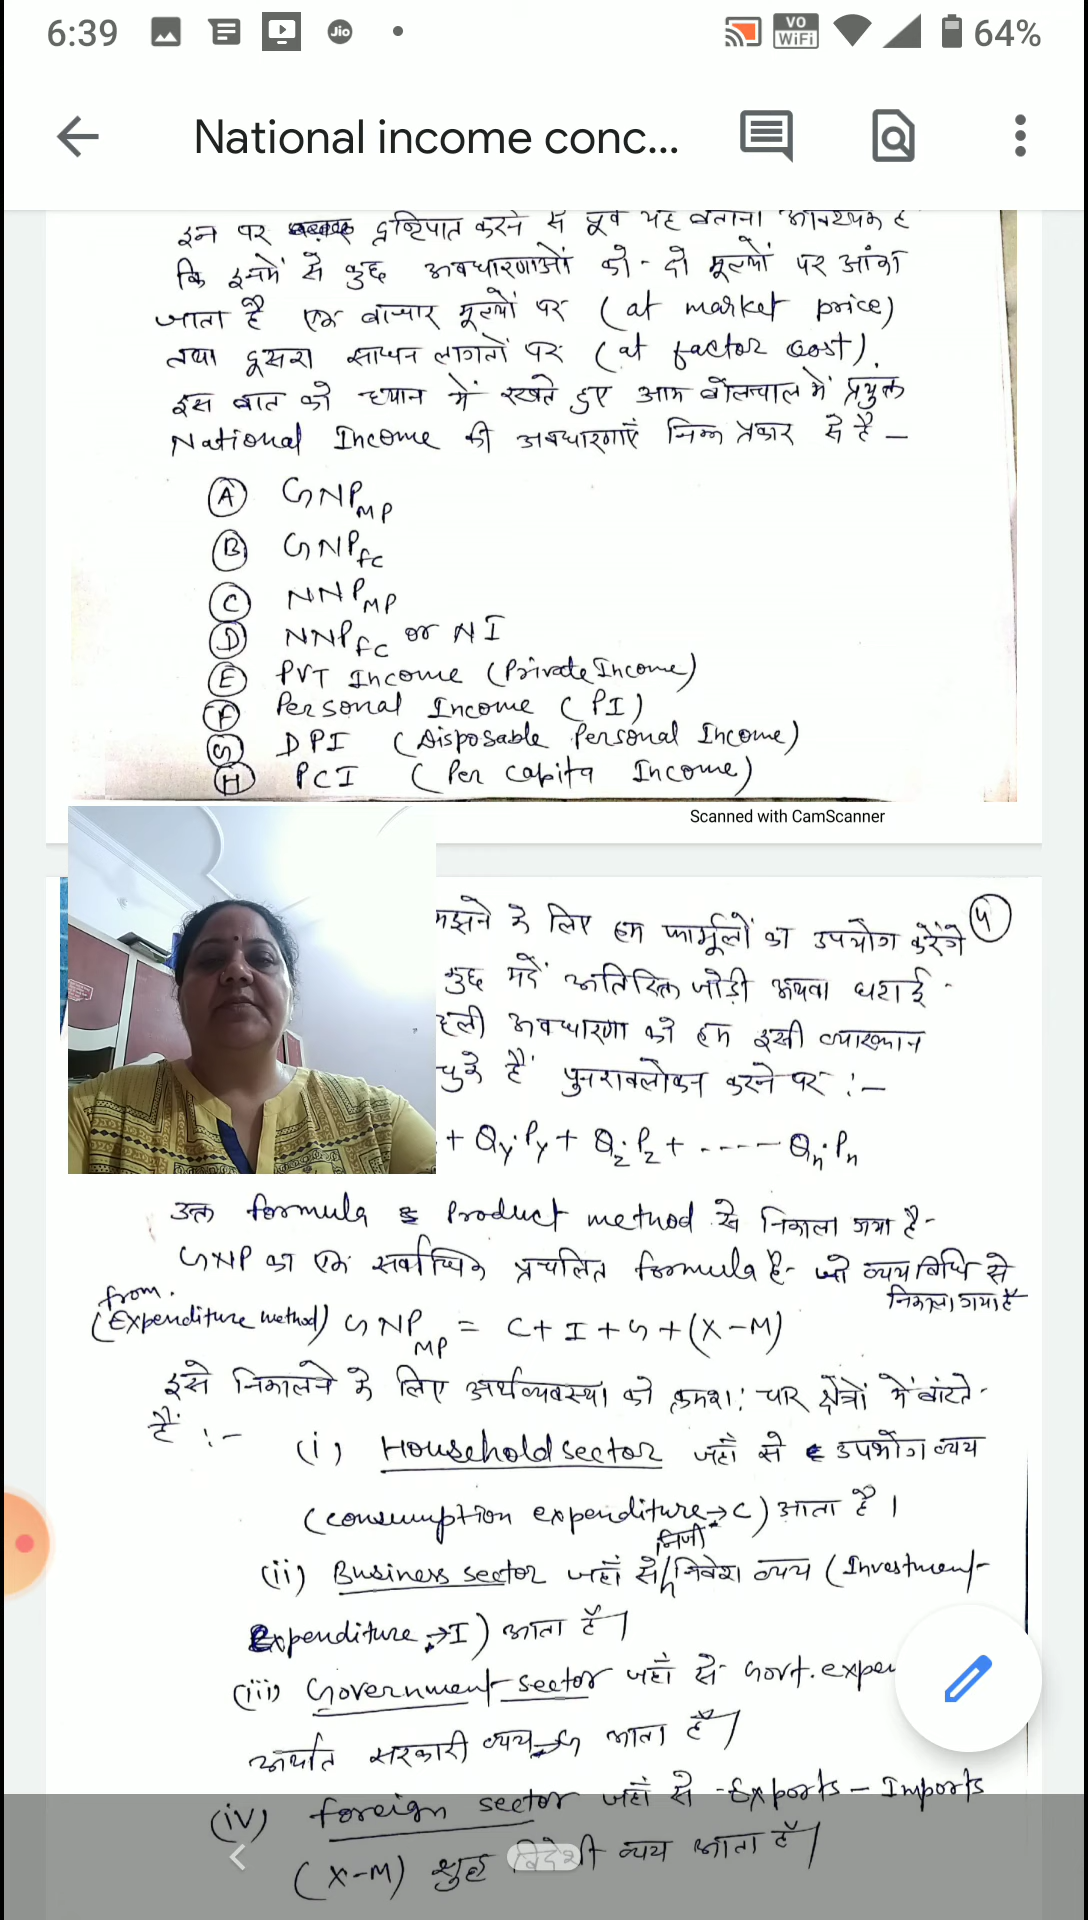 6:39
Jio
VO
WiFi
64%
National income conc...
इन पर दृष्टिपात करने से पूर्व यह बताना आवश्यक है
कि इनमें से कुछ अवधारणाओं को - दो मूल्यों पर आंका
जाता है एक बाजार मूल्यों पर (at market price)
तथा दूसरा साधन लागतों पर (at factor cost).
इस बात को ध्यान में रखते हुए आम बोलचाल में प्रयुक्त
National Income की अवधारणाएँ निम्न प्रकार से है –
(A) GNPMP
(B) GNPfc
(C) NNPMP
(D) NNPfc or NI
(E) PVT Income (Private Income)
(F) Personal Income (PI)
(G) DPI (Disposable Personal Income)
(H) PCI (Per capita Income)
Scanned with CamScanner
मझने के लिए हम फार्मूलों का उपयोग करेंगे
कुछ मदें अतिरिक्त जोड़ी अथवा घटाई -
हली अवधारणा को हम इसी व्याख्यान
चुके हैं पुनरावलोकन करने पर :–
+ Qy.Py + Qz.Pz + ..---- Qn.Pn
उक्त formula Product method से निकाला गया है -
GNP का एक सर्वाधिक प्रचलित formula है - जो व्यय विधि से
निकाला गया है
from.
(Expenditure method) GNPMP = C + I + G + (X – M)
इसे निकालने के लिए अर्थव्यवस्था को क्रमशः चार क्षेत्रों में बांटते -
हैं :–
(i) Household sector जहाँ से उपभोग व्यय
(consumption expenditure → C) आता है ।
निजी
(ii) Business sector जहाँ से निवेश व्यय (Investment
Expenditure → I) आता है।
(iii) Government sector जहाँ से Govt. expen
अर्थात सरकारी व्यय → G आता है।
(iv) foreign sector जहाँ से - Exports – Imports
(X – M) शुद्ध विदेशी व्यय आता है।